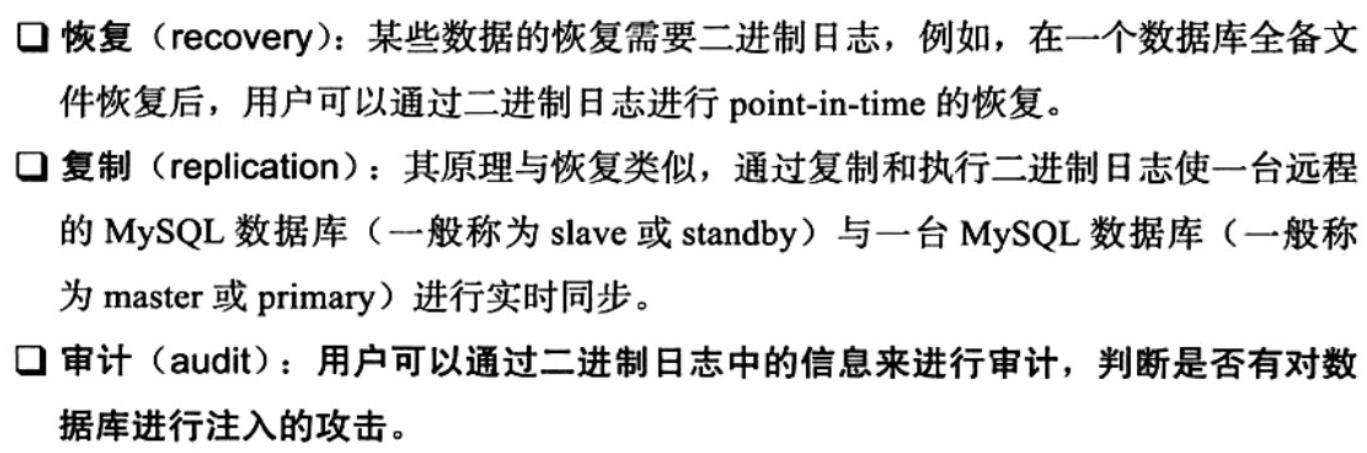 ❑ 恢复（recovery）：某些数据的恢复需要二进制日志，例如，在一个数据库全备文
件恢复后，用户可以通过二进制日志进行 point-in-time 的恢复。
❑ 复制（replication）：其原理与恢复类似，通过复制和执行二进制日志使一台远程
的 MySQL 数据库（一般称为 slave 或 standby）与一台 MySQL 数据库（一般称
为 master 或 primary）进行实时同步。
❑ 审计（audit）：用户可以通过二进制日志中的信息来进行审计，判断是否有对数
据库进行注入的攻击。